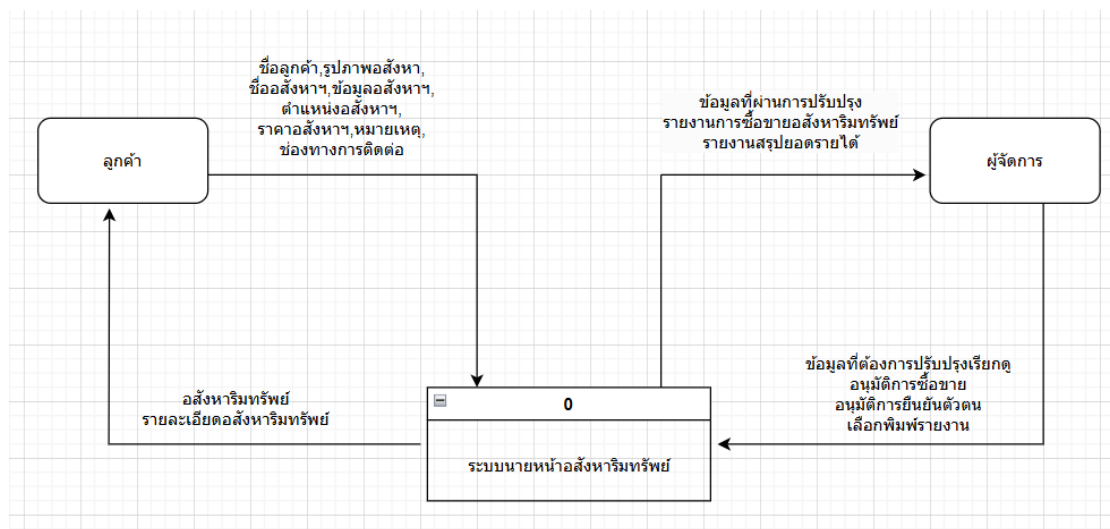 ชื่อลูกค้า,รูปภาพอสังหา,
ชื่ออสังหาฯ,ข้อมูลอสังหาฯ,
ตำแหน่งอสังหาฯ,
ราคาอสังหาฯ,หมายเหตุ,
ช่องทางการติดต่อ
ข้อมูลที่ผ่านการปรับปรุง
รายงานการซื้อขายอสังหาริมทรัพย์
รายงานสรุปยอดรายได้
ลูกค้า
ผู้จัดการ
อสังหาริมทรัพย์
รายละเอียดอสังหาริมทรัพย์
ข้อมูลที่ต้องการปรับปรุงเรียกดู
อนุมัติการซื้อขาย
อนุมัติการยืนยันตัวตน
เลือกพิมพ์รายงาน
0
ระบบนายหน้าอสังหาริมทรัพย์